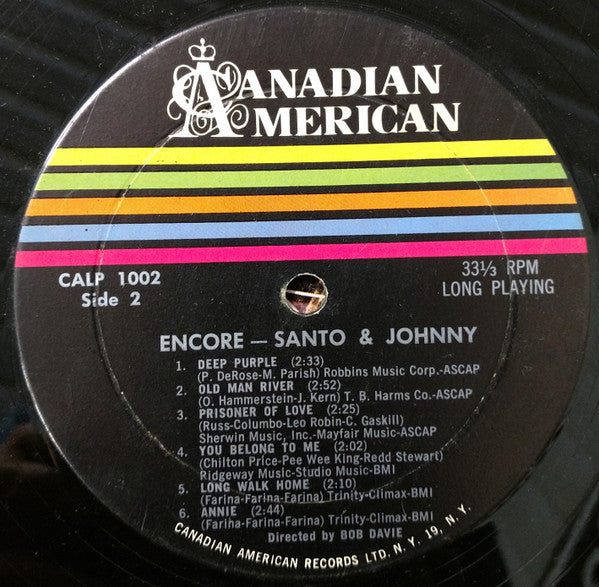 CANADIAN
AMERICAN
CALP 1002
Side 2
33⅓ RPM
LONG PLAYING
ENCORE — SANTO & JOHNNY
1. DEEP PURPLE (2:33)
(P. DeRose-M. Parish) Robbins Music Corp.-ASCAP
2. OLD MAN RIVER (2:52)
(O. Hammerstein-J. Kern) T. B. Harms Co.-ASCAP
3. PRISONER OF LOVE (2:25)
(Russ-Columbo-Leo Robin-C. Gaskill)
Sherwin Music, Inc.-Mayfair Music-ASCAP
4. YOU BELONG TO ME (2:02)
(Chilton Price-Pee Wee King-Redd Stewart)
Ridgeway Music-Studio Music-BMI
5. LONG WALK HOME (2:10)
(Farina-Farina-Farina) Trinity-Climax-BMI
6. ANNIE (2:44)
(Farina-Farina-Farina) Trinity-Climax-BMI
Directed by BOB DAVIE
CANADIAN AMERICAN RECORDS LTD. N. Y. 19, N. Y.